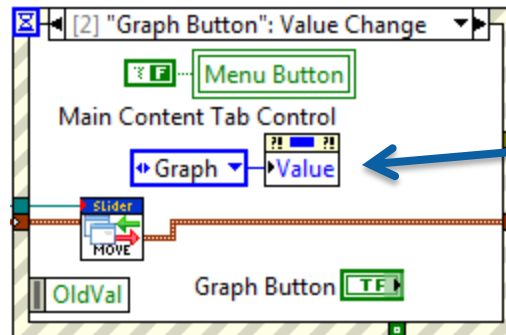 [2] "Graph Button": Value Change
F
Menu Button
Main Content Tab Control
?! ?!
Graph
Value
Slider
MOVE
Graph Button
TF
OldVal